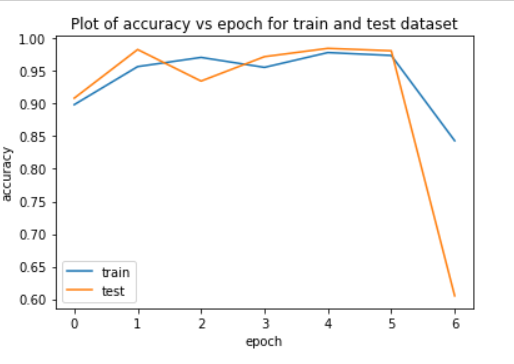 Plot of accuracy vs epoch for train and test dataset
1.00
0.95
0.90
0.85
0.80
0.75
0.70
0.65
0.60
accuracy
train
test
0 1 2 3 4 5 6
epoch